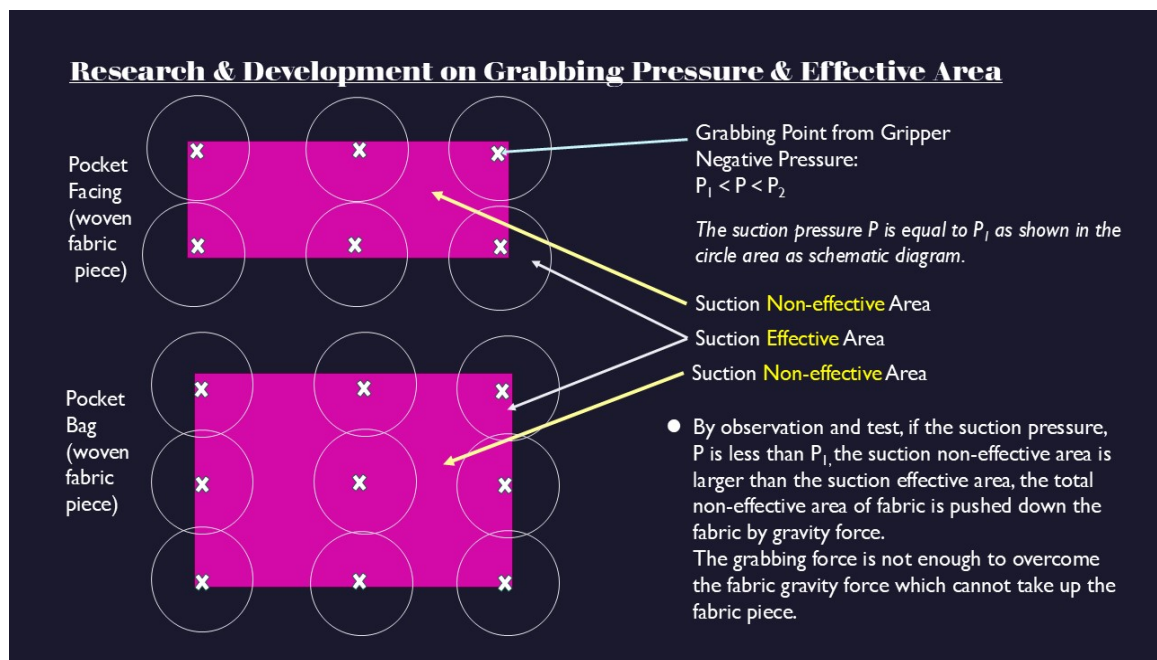 Research & Development on Grabbing Pressure & Effective Area
Pocket
Facing
(woven
fabric
piece)
Grabbing Point from Gripper
Negative Pressure:
P₁ < P < P₂
The suction pressure P is equal to P₁ as shown in the
circle area as schematic diagram.
Suction Non-effective Area
Suction Effective Area
Suction Non-effective Area
Pocket
Bag
(woven
fabric
piece)
● By observation and test, if the suction pressure,
P is less than P₁, the suction non-effective area is
larger than the suction effective area, the total
non-effective area of fabric is pushed down the
fabric by gravity force.
The grabbing force is not enough to overcome
the fabric gravity force which cannot take up the
fabric piece.